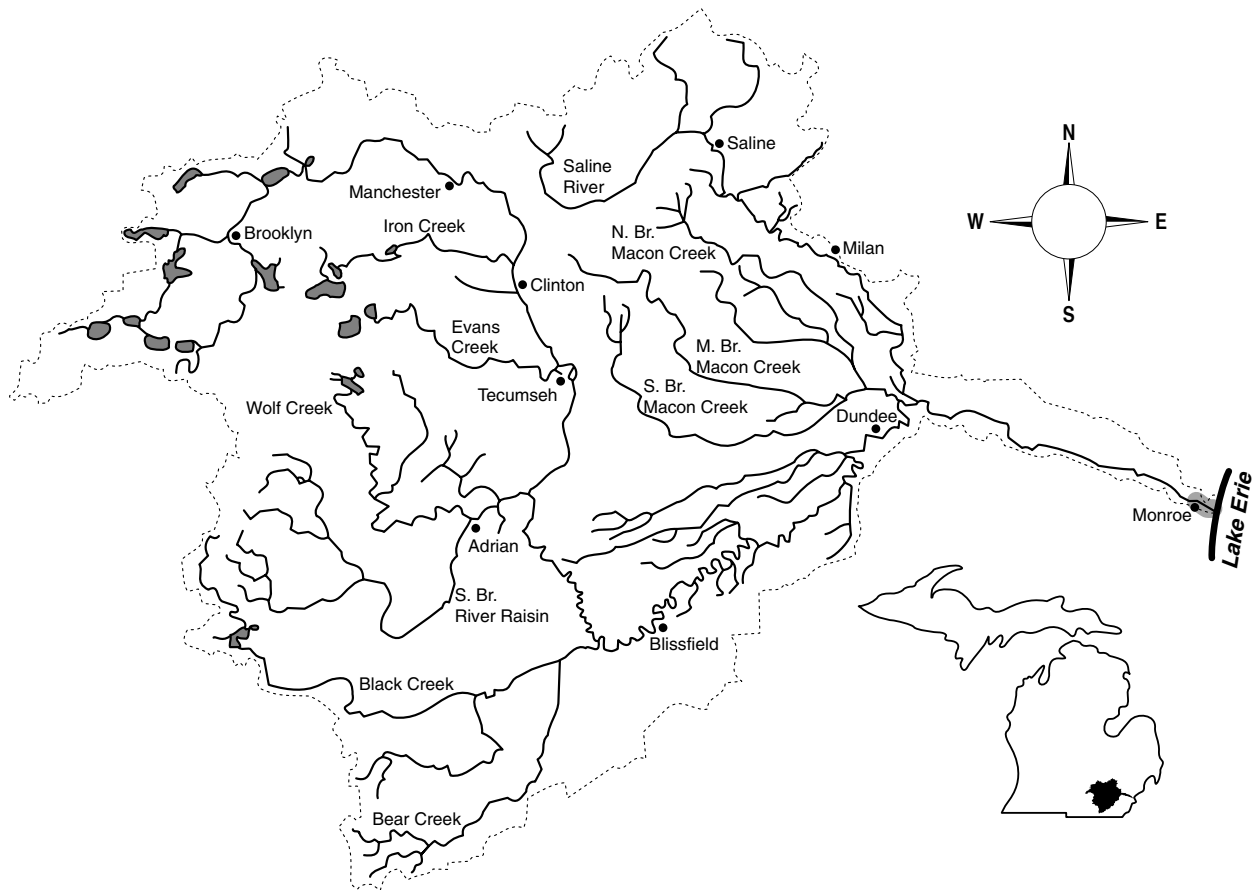 N
Saline
Saline
River
Manchester
W
E
Iron Creek
Brooklyn
N. Br.
Macon Creek
Milan
Clinton
S
Evans
Creek
M. Br.
Macon Creek
Tecumseh
S. Br.
Macon Creek
Wolf Creek
Dundee
Monroe
Lake Erie
Adrian
S. Br.
River Raisin
Blissfield
Black Creek
Bear Creek